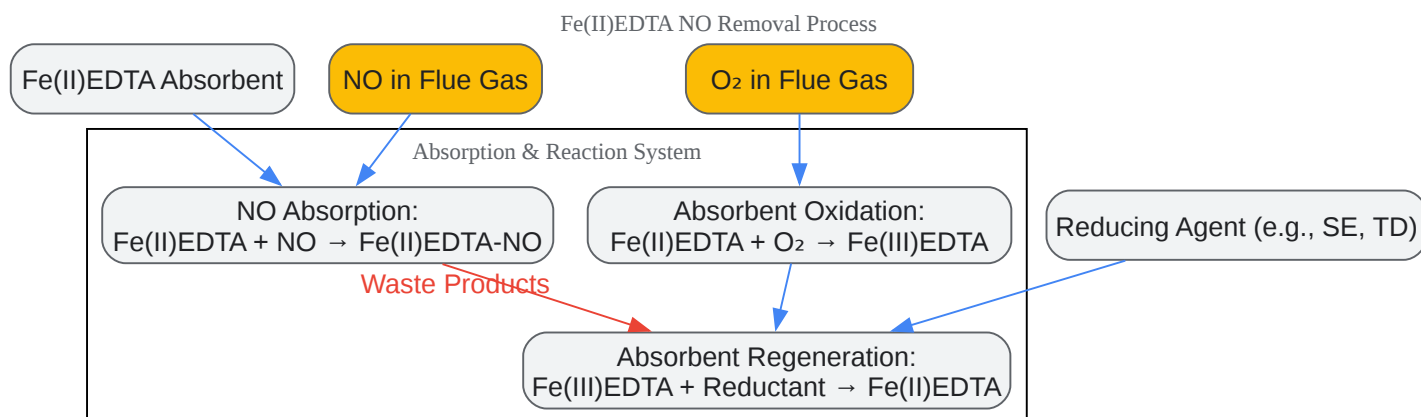 Fe(II)EDTA NO Removal Process
Fe(II)EDTA Absorbent
NO in Flue Gas
O₂ in Flue Gas
Absorption & Reaction System
NO Absorption:
Fe(II)EDTA + NO → Fe(II)EDTA-NO
Absorbent Oxidation:
Fe(II)EDTA + O₂ → Fe(III)EDTA
Reducing Agent (e.g., SE, TD)
Waste Products
Absorbent Regeneration:
Fe(III)EDTA + Reductant → Fe(II)EDTA